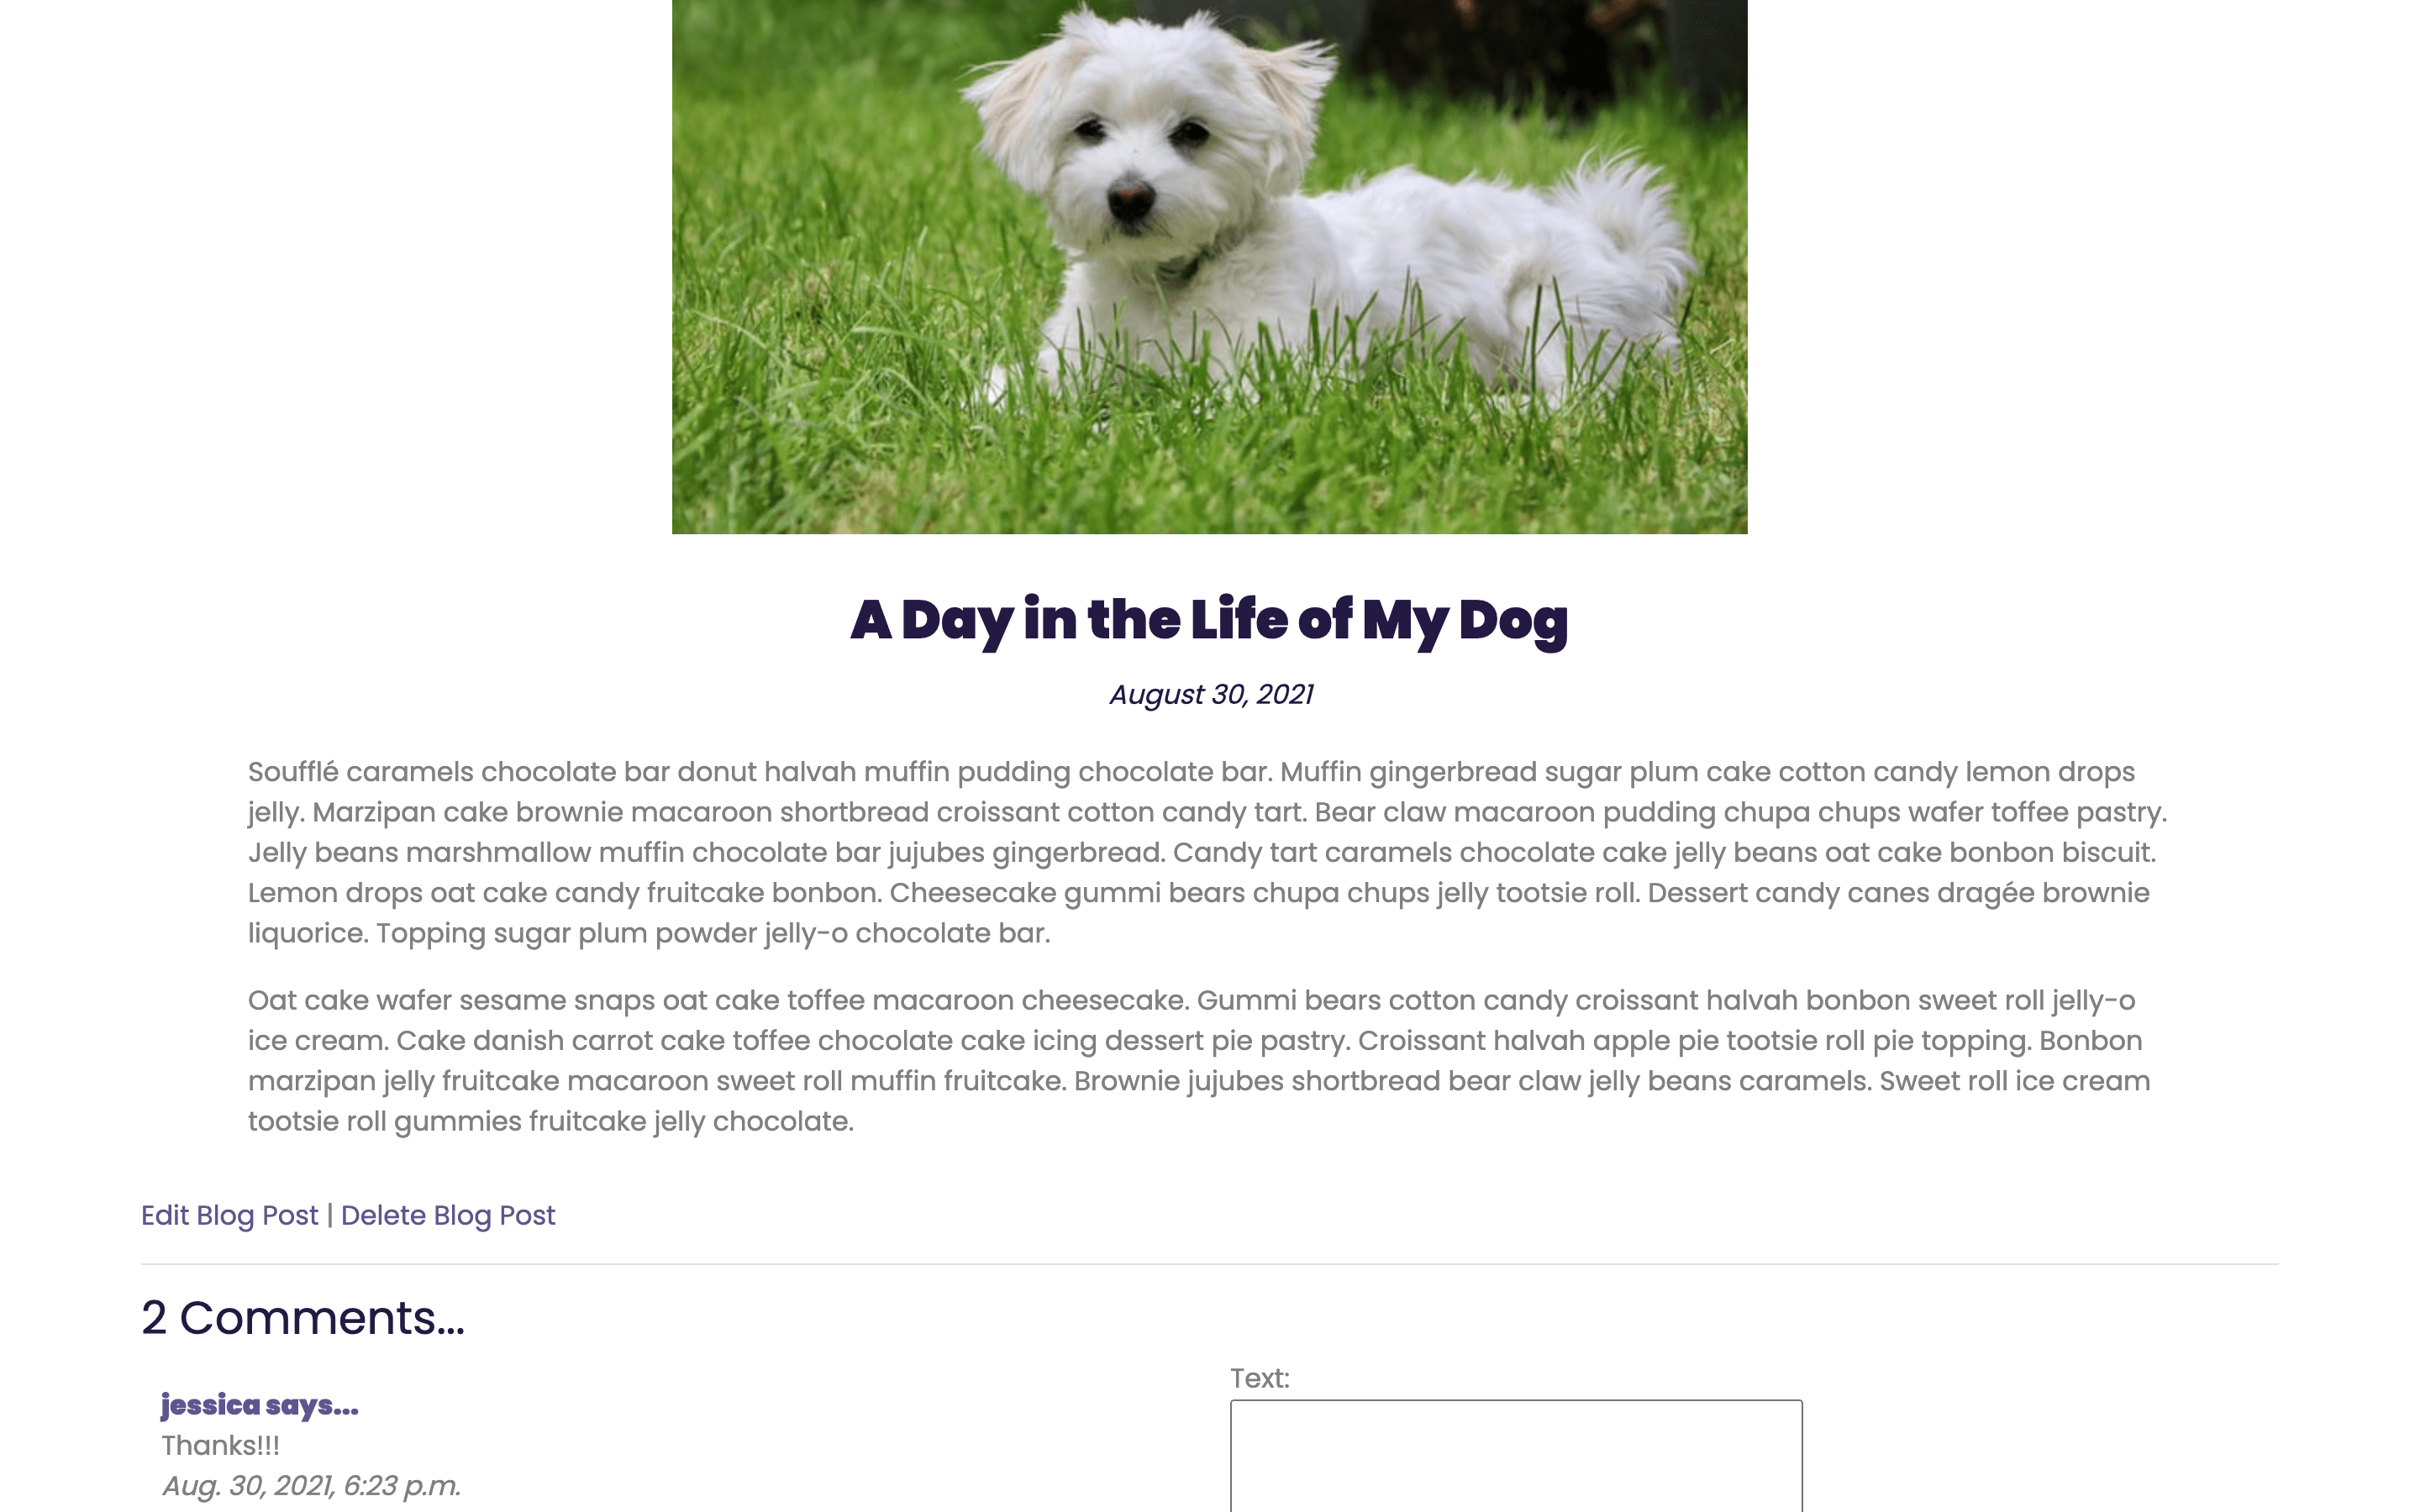 A Day in the Life of My Dog
August 30, 2021
Soufflé caramels chocolate bar donut halvah muffin pudding chocolate bar. Muffin gingerbread sugar plum cake cotton candy lemon drops
jelly. Marzipan cake brownie macaroon shortbread croissant cotton candy tart. Bear claw macaroon pudding chupa chups wafer toffee pastry.
Jelly beans marshmallow muffin chocolate bar jujubes gingerbread. Candy tart caramels chocolate cake jelly beans oat cake bonbon biscuit.
Lemon drops oat cake candy fruitcake bonbon. Cheesecake gummi bears chupa chups jelly tootsie roll. Dessert candy canes dragée brownie
liquorice. Topping sugar plum powder jelly-o chocolate bar.
Oat cake wafer sesame snaps oat cake toffee macaroon cheesecake. Gummi bears cotton candy croissant halvah bonbon sweet roll jelly-o
ice cream. Cake danish carrot cake toffee chocolate cake icing dessert pie pastry. Croissant halvah apple pie tootsie roll pie topping. Bonbon
marzipan jelly fruitcake macaroon sweet roll muffin fruitcake. Brownie jujubes shortbread bear claw jelly beans caramels. Sweet roll ice cream
tootsie roll gummies fruitcake jelly chocolate.
Edit Blog Post | Delete Blog Post
2 Comments...
jessica says...
Thanks!!!
Aug. 30, 2021, 6:23 p.m.
Text: